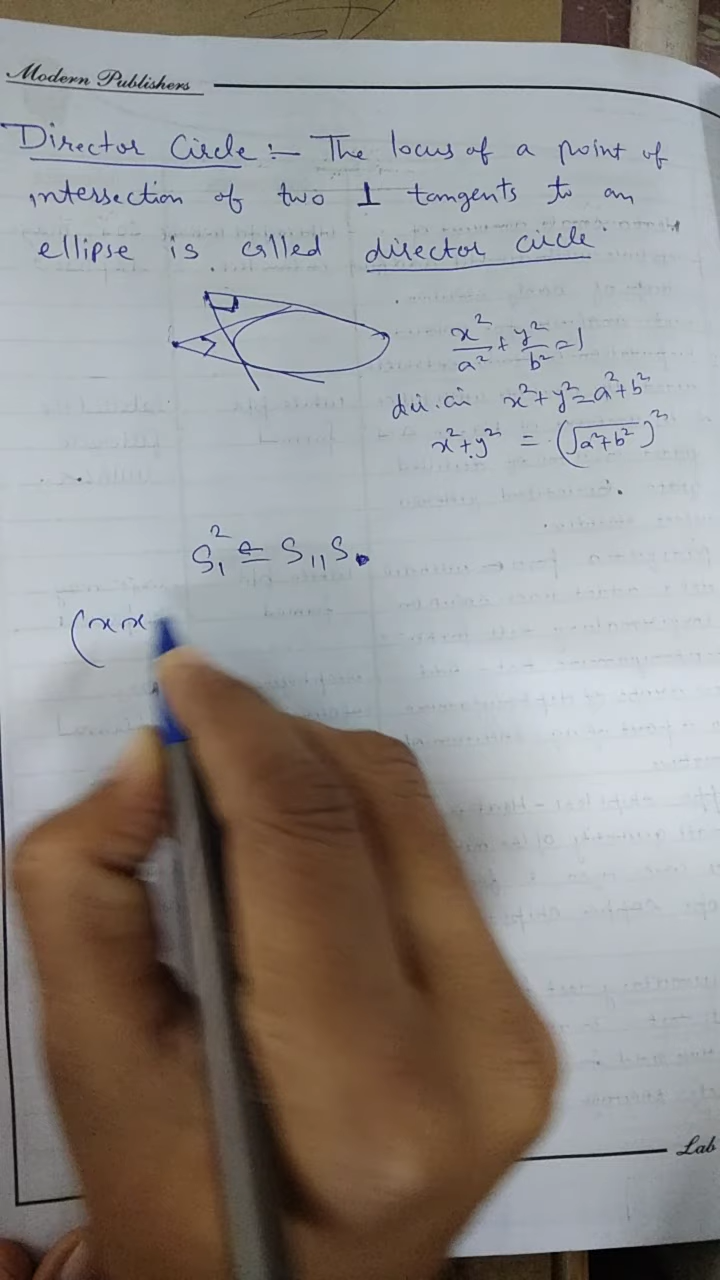 Modern Publishers
Director Circle :- The locus of a point of
intersection of two ⊥ tangents to an
ellipse is called director circle.
x²/a² + y²/b² = 1
dir. cir x²+y²=a²+b²
x²+y² = (√a²+b²)²
S₁² = S₁₁S.
(xx
Lab